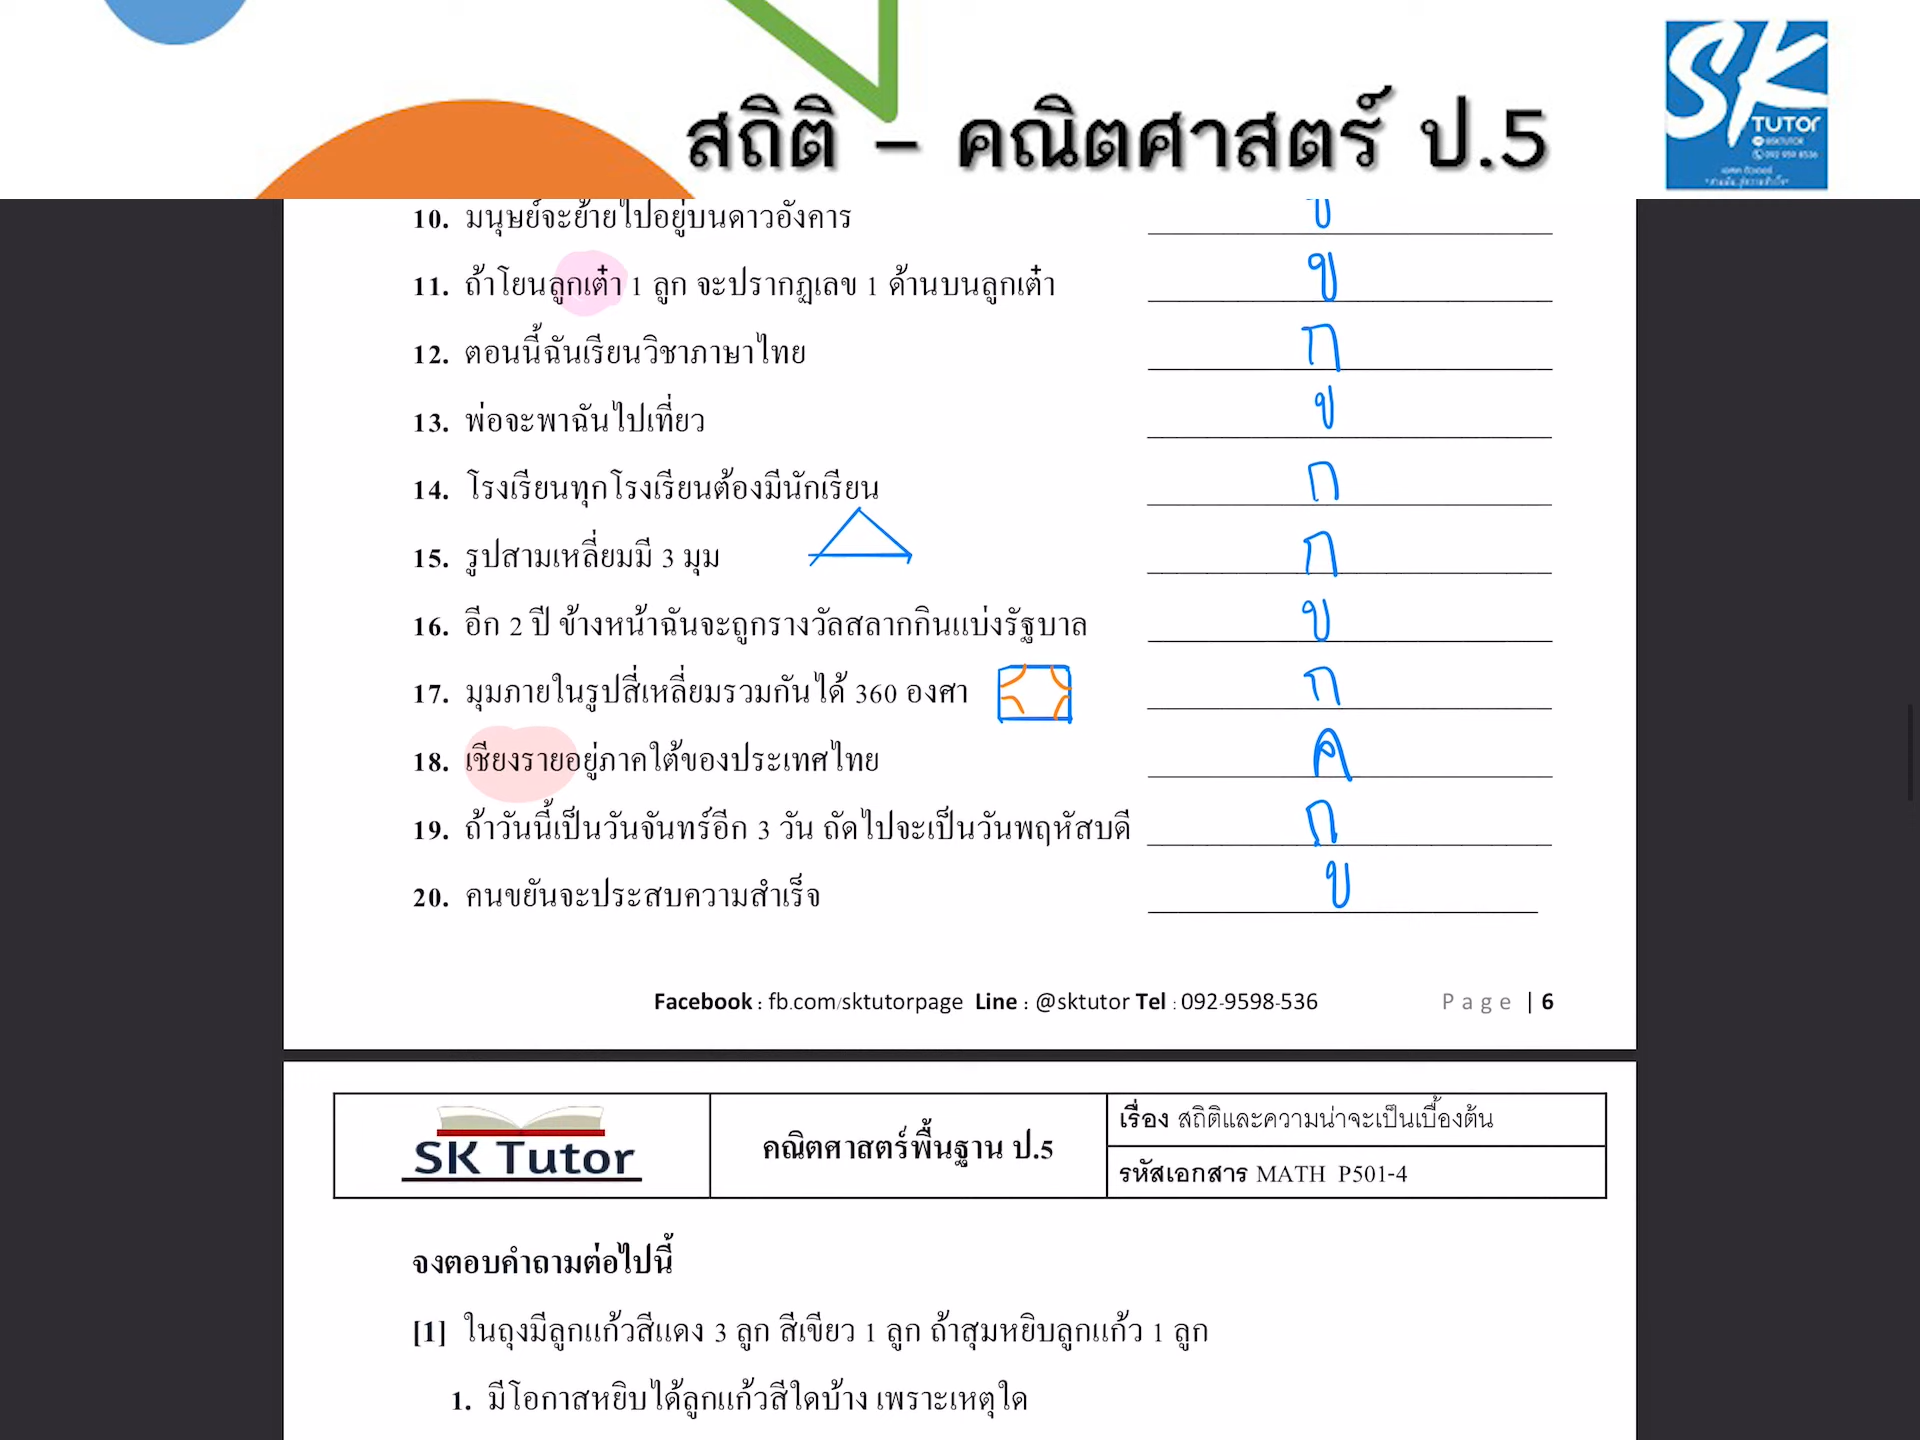 สถิติ – คณิตศาสตร์ ป.5
SK
TUTOR
@SKTUTOR
092 959 8536
10. มนุษย์จะย้ายไปอยู่บนดาวอังคาร ข
11. ถ้าโยนลูกเต๋า 1 ลูก จะปรากฏเลข 1 ด้านบนลูกเต๋า ข
12. ตอนนี้ฉันเรียนวิชาภาษาไทย ก
13. พ่อจะพาฉันไปเที่ยว ข
14. โรงเรียนทุกโรงเรียนต้องมีนักเรียน ก
15. รูปสามเหลี่ยมมี 3 มุม ก
16. อีก 2 ปี ข้างหน้าฉันจะถูกรางวัลสลากกินแบ่งรัฐบาล ข
17. มุมภายในรูปสี่เหลี่ยมรวมกันได้ 360 องศา ก
18. เชียงรายอยู่ภาคใต้ของประเทศไทย ค
19. ถ้าวันนี้เป็นวันจันทร์อีก 3 วัน ถัดไปจะเป็นวันพฤหัสบดี ก
20. คนขยันจะประสบความสำเร็จ ข
Facebook : fb.com/sktutorpage Line : @sktutor Tel : 092-9598-536 Page | 6
SK Tutor
คณิตศาสตร์พื้นฐาน ป.5
เรื่อง สถิติและความน่าจะเป็นเบื้องต้น
รหัสเอกสาร MATH P501-4
จงตอบคำถามต่อไปนี้
[1] ในถุงมีลูกแก้วสีแดง 3 ลูก สีเขียว 1 ลูก ถ้าสุมหยิบลูกแก้ว 1 ลูก
1. มีโอกาสหยิบได้ลูกแก้วสีใดบ้าง เพราะเหตุใด